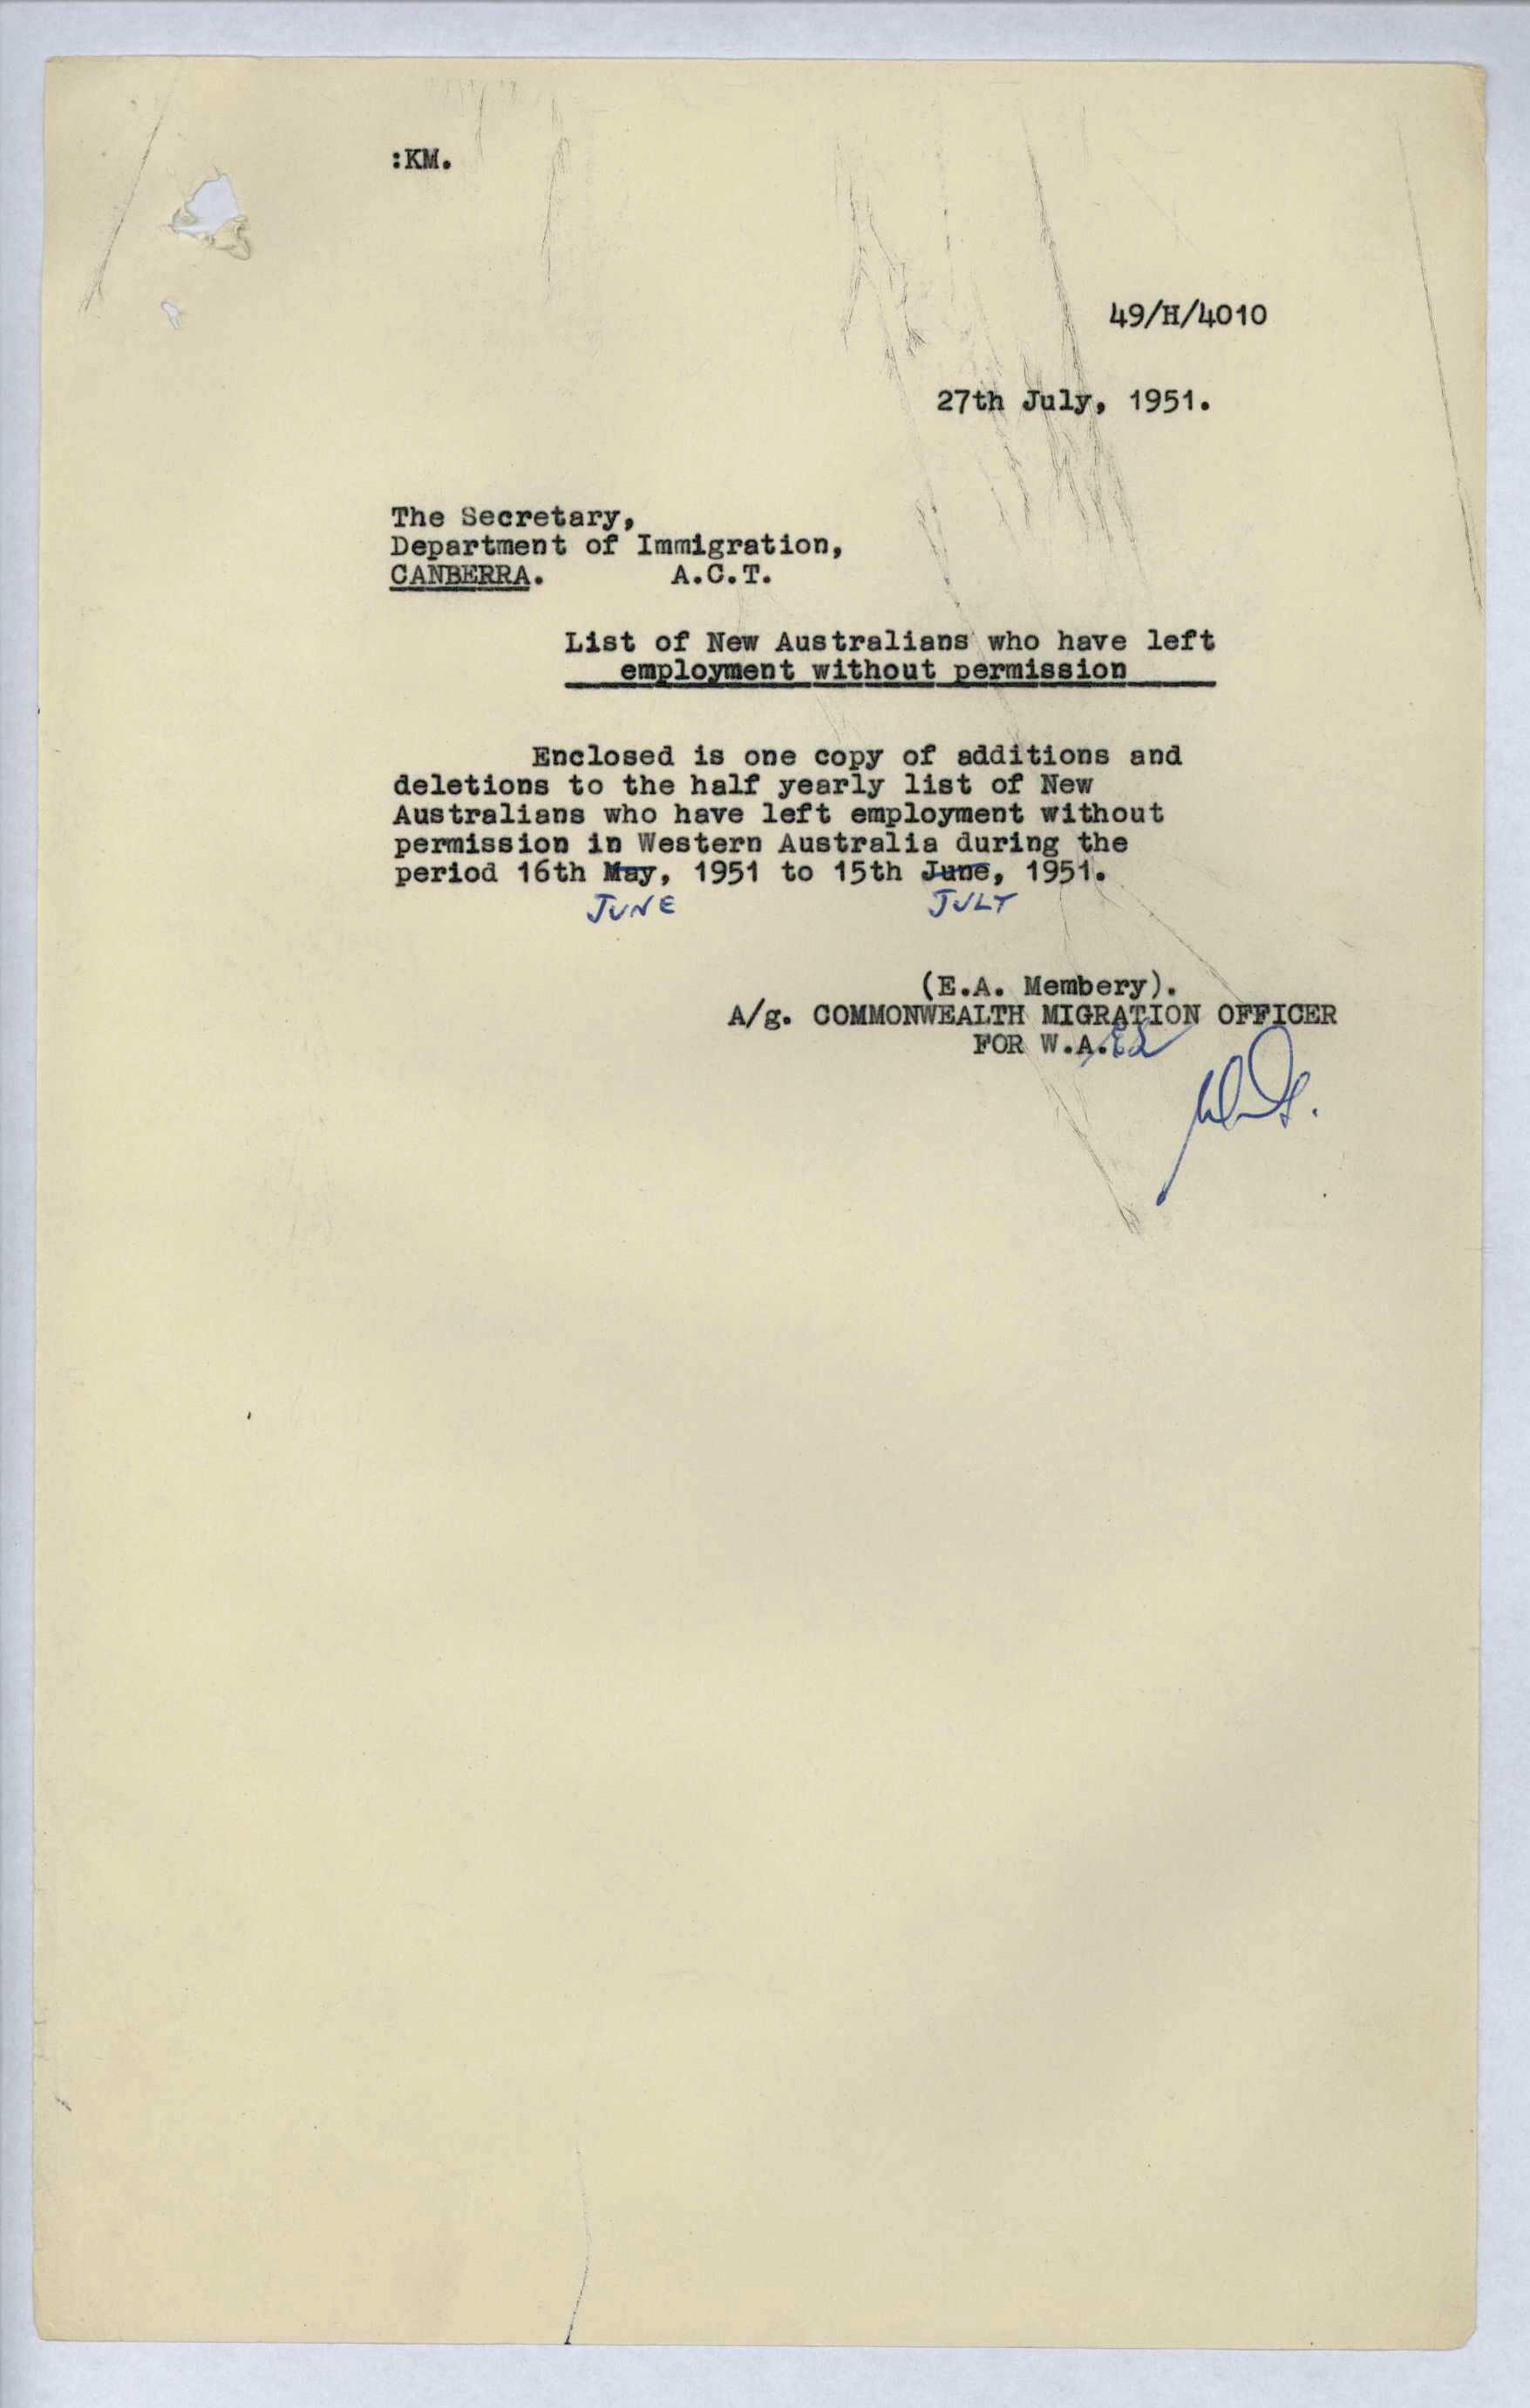 :KM.
49/H/4010
27th July, 1951.
The Secretary,
Department of Immigration,
CANBERRA. A.C.T.
List of New Australians who have left
employment without permission
Enclosed is one copy of additions and
deletions to the half yearly list of New
Australians who have left employment without
permission in Western Australia during the
period 16th May, 1951 to 15th June, 1951.
JUNE JULY
(E.A. Membery).
A/g. COMMONWEALTH MIGRATION OFFICER
FOR W.A.